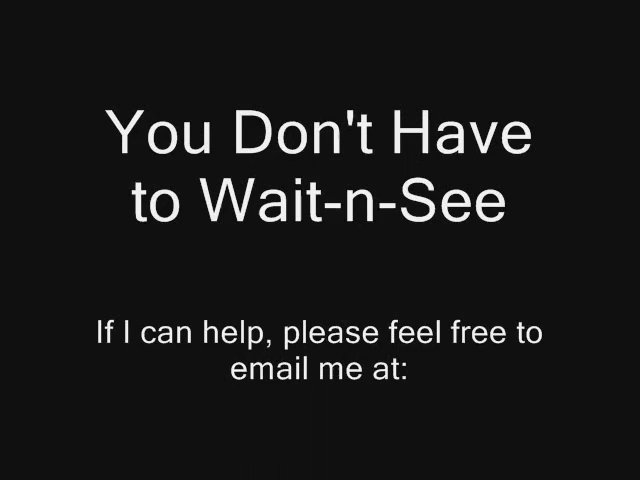 You Don't Have
to Wait-n-See
If I can help, please feel free to
email me at: